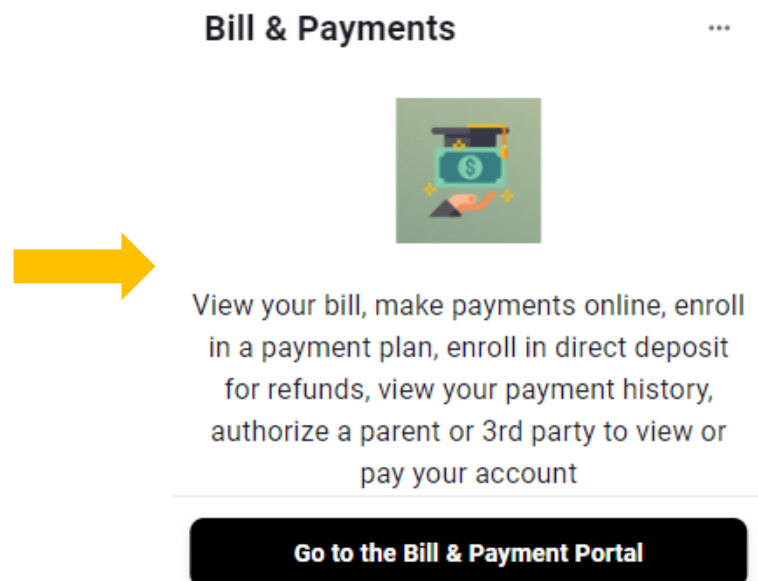 Bill & Payments
View your bill, make payments online, enroll
in a payment plan, enroll in direct deposit
for refunds, view your payment history,
authorize a parent or 3rd party to view or
pay your account
Go to the Bill & Payment Portal